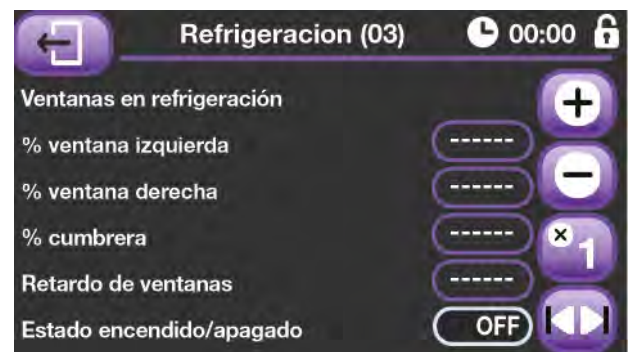 Refrigeracion (03) 00:00
Ventanas en refrigeración
% ventana izquierda ------
% ventana derecha ------
% cumbrera ------
×1
Retardo de ventanas ------
Estado encendido/apagado OFF